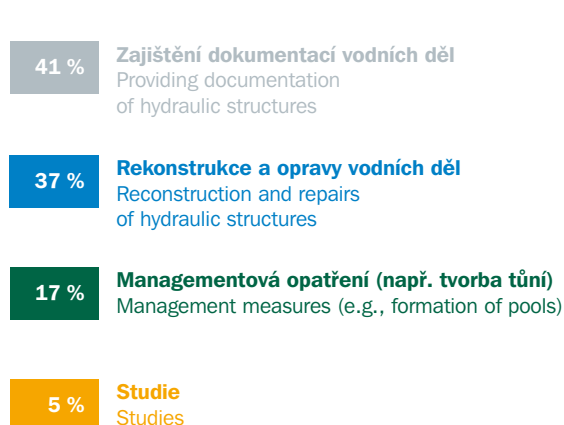 41 %
Zajištění dokumentací vodních děl
Providing documentation
of hydraulic structures
37 %
Rekonstrukce a opravy vodních děl
Reconstruction and repairs
of hydraulic structures
17 %
Managementová opatření (např. tvorba tůní)
Management measures (e.g., formation of pools)
5 %
Studie
Studies